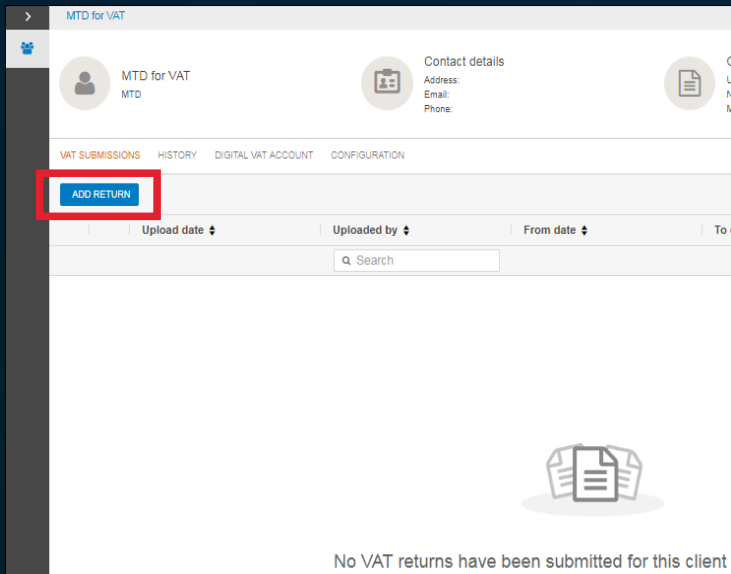 MTD for VAT
MTD for VAT
MTD
Contact details
Address:
Email:
Phone:
VAT SUBMISSIONS HISTORY DIGITAL VAT ACCOUNT CONFIGURATION
ADD RETURN
Upload date Uploaded by From date To
Search
No VAT returns have been submitted for this client